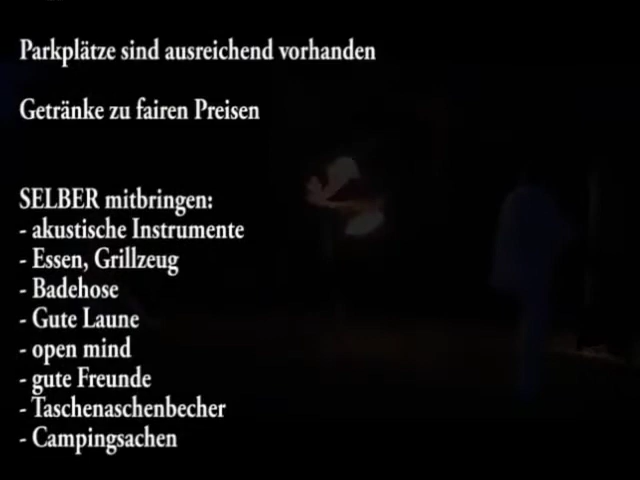 Parkplätze sind ausreichend vorhanden
Getränke zu fairen Preisen
SELBER mitbringen:
- akustische Instrumente
- Essen, Grillzeug
- Badehose
- Gute Laune
- open mind
- gute Freunde
- Taschenaschenbecher
- Campingsachen